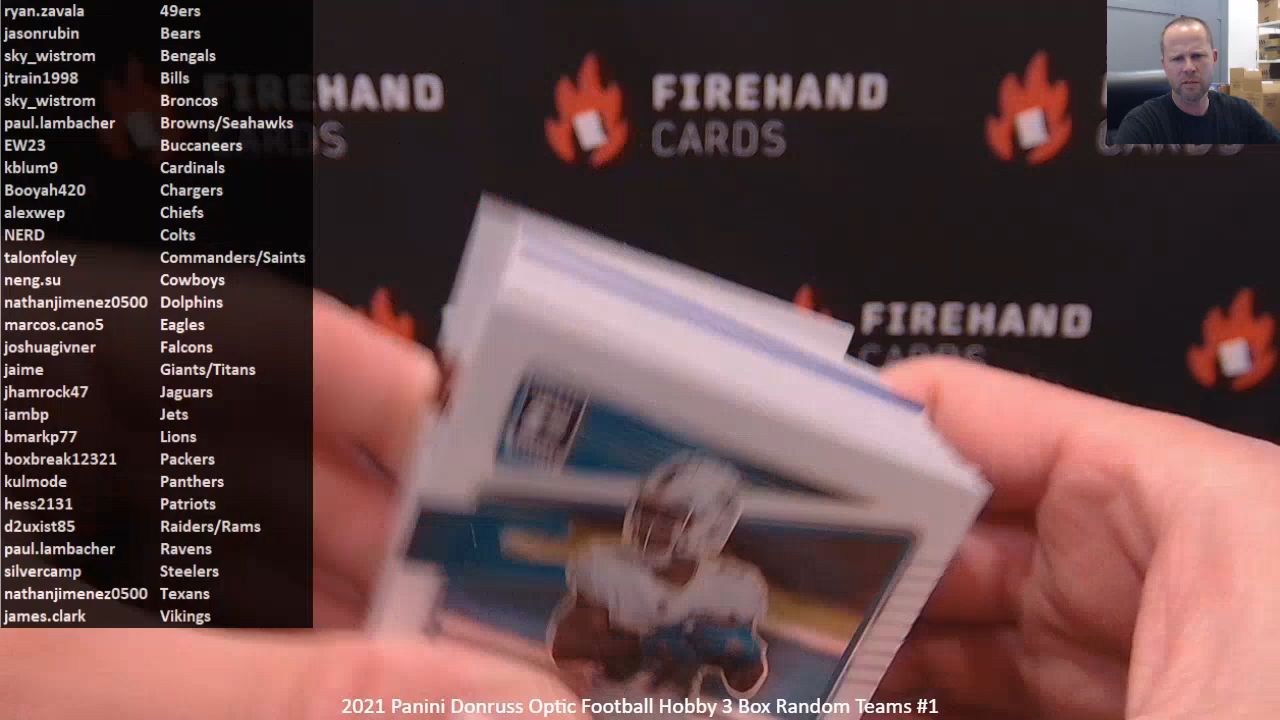 ryan.zavala 49ers
jasonrubin Bears
sky_wistrom Bengals
jtrain1998 Bills
sky_wistrom Broncos
paul.lambacher Browns/Seahawks
EW23 Buccaneers
kblum9 Cardinals
Booyah420 Chargers
alexwep Chiefs
NERD Colts
talonfoley Commanders/Saints
neng.su Cowboys
nathanjimenez0500 Dolphins
marcos.cano5 Eagles
joshuagivner Falcons
jaime Giants/Titans
jhamrock47 Jaguars
iambp Jets
bmarkp77 Lions
boxbreak12321 Packers
kulmode Panthers
hess2131 Patriots
d2uxist85 Raiders/Rams
paul.lambacher Ravens
silvercamp Steelers
nathanjimenez0500 Texans
james.clark Vikings
FIREHAND
CARDS
FIREHAND
CARDS
FIREHAND
CARDS
2021 Panini Donruss Optic Football Hobby 3 Box Random Teams #1